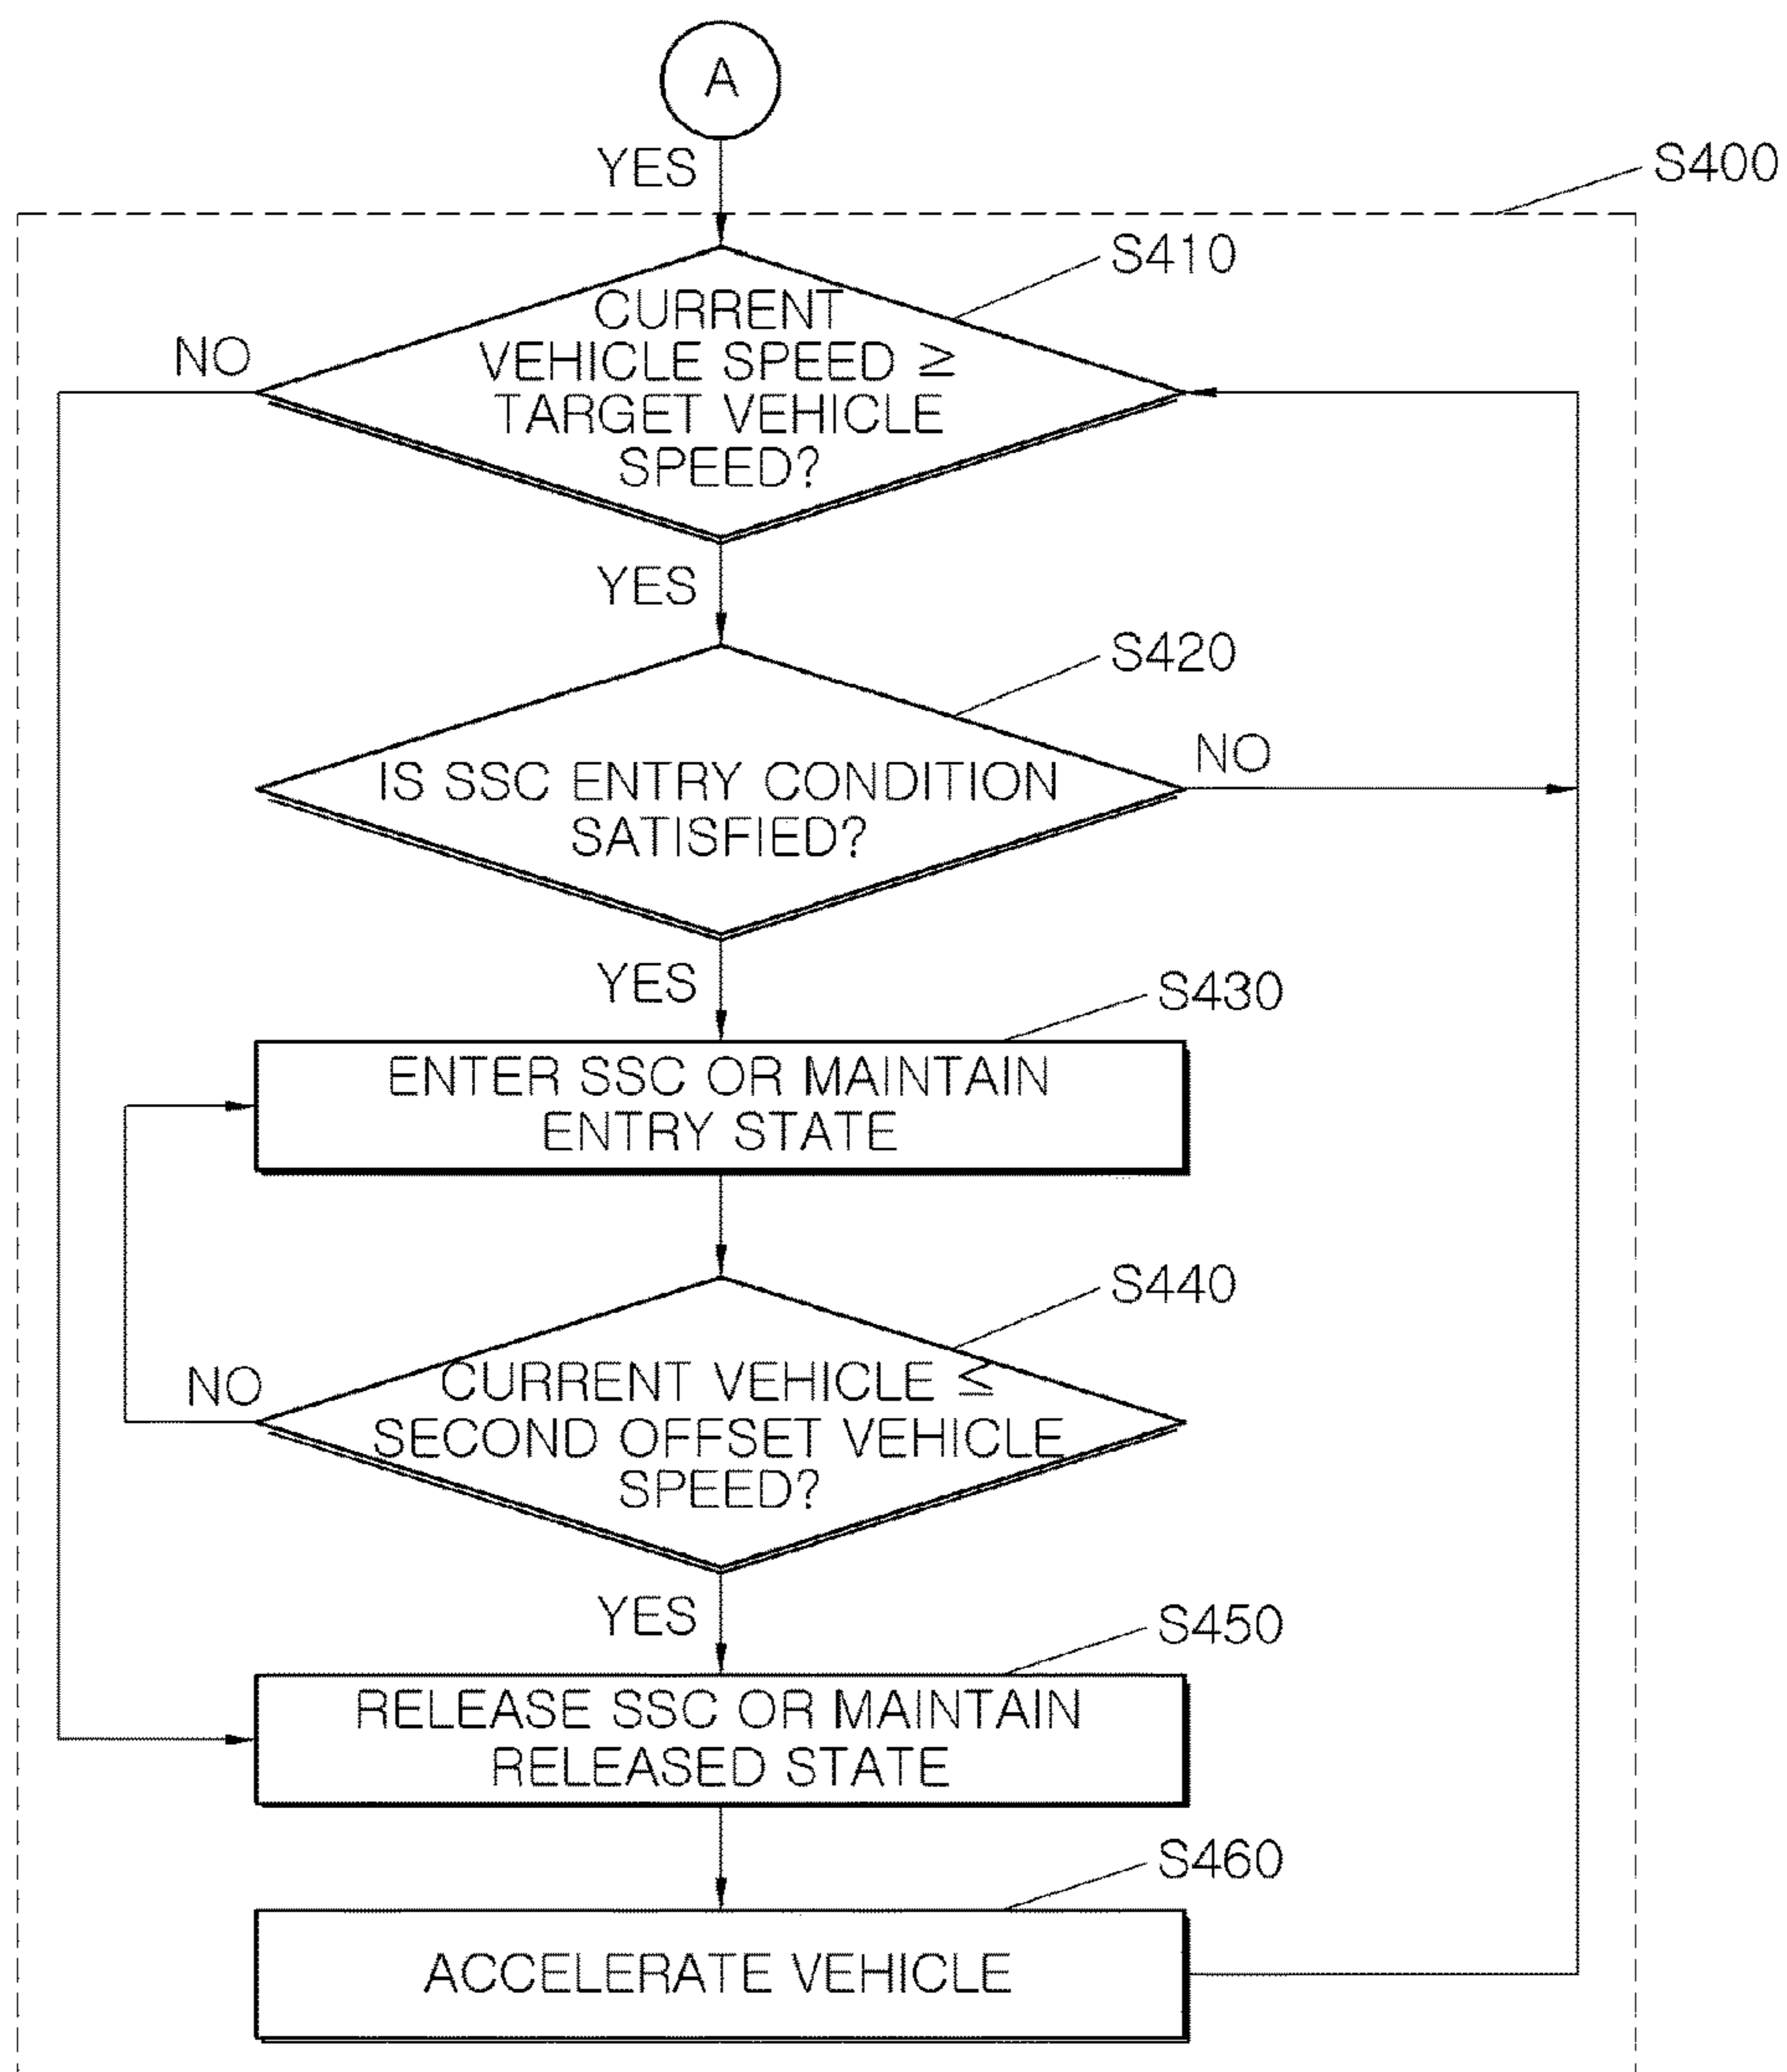 A
YES
S400
S410
CURRENT
VEHICLE SPEED ≥
TARGET VEHICLE
SPEED?
NO
YES
S420
IS SSC ENTRY CONDITION
SATISFIED?
NO
YES
S430
ENTER SSC OR MAINTAIN
ENTRY STATE
S440
CURRENT VEHICLE ≤
SECOND OFFSET VEHICLE
SPEED?
NO
YES
S450
RELEASE SSC OR MAINTAIN
RELEASED STATE
S460
ACCELERATE VEHICLE